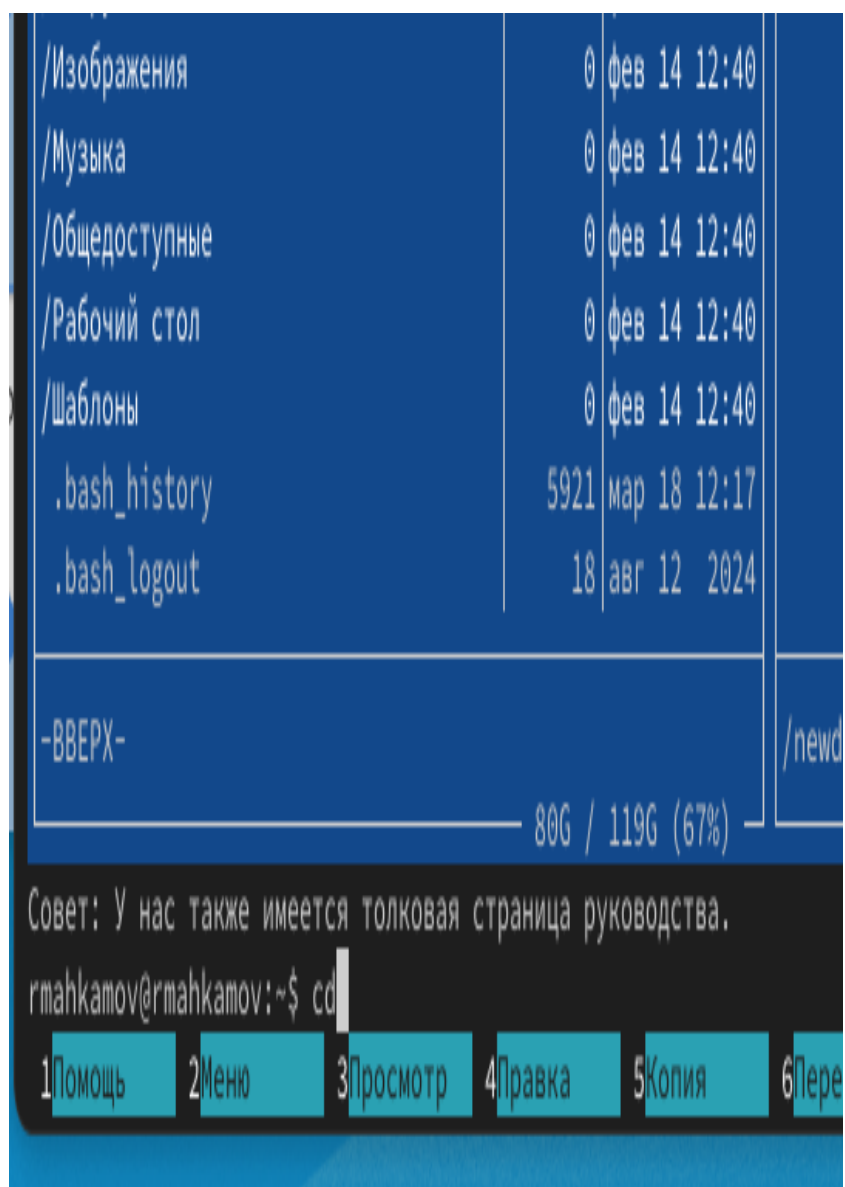 /Изображения 0 фев 14 12:40
/Музыка 0 фев 14 12:40
/Общедоступные 0 фев 14 12:40
/Рабочий стол 0 фев 14 12:40
/Шаблоны 0 фев 14 12:40
.bash_history 5921 мар 18 12:17
.bash_logout 18 авг 12 2024
-ВВЕРХ- /newd
80G / 119G (67%)
Совет: У нас также имеется толковая страница руководства.
rmahkamov@rmahkamov:~$ cd
1Помощь 2Меню 3Просмотр 4Правка 5Копия 6Пере